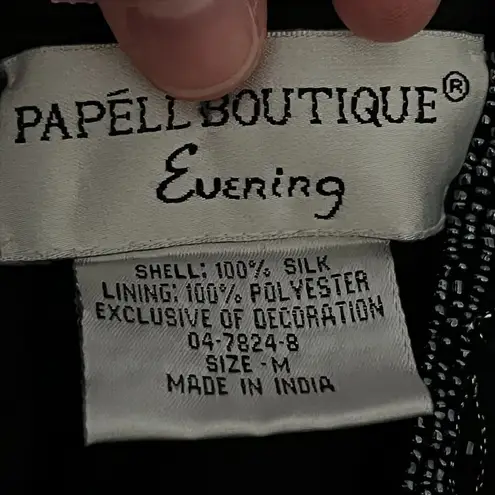 PAPÉLL BOUTIQUE®
Evening
SHELL: 100% SILK
LINING: 100% POLYESTER
EXCLUSIVE OF DECORATION
04-7824-8
SIZE - M
MADE IN INDIA